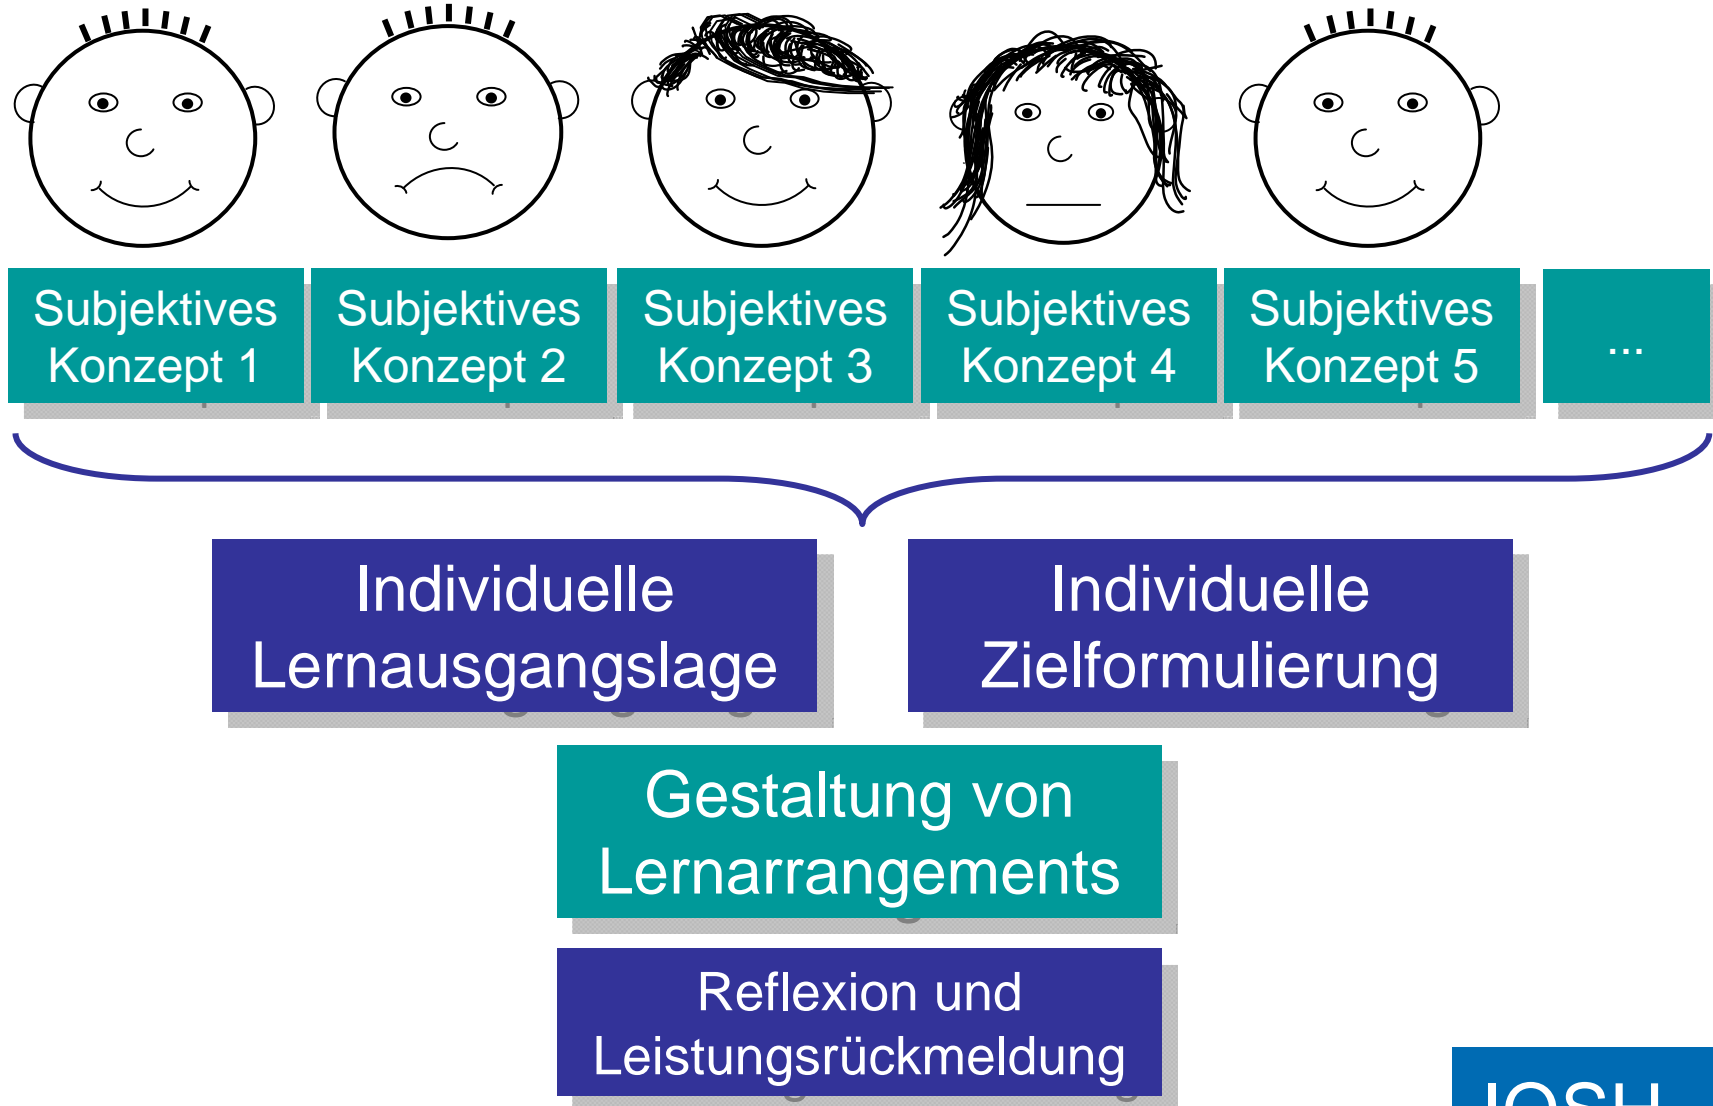 Subjektives
Konzept 1
Subjektives
Konzept 2
Subjektives
Konzept 3
Subjektives
Konzept 4
Subjektives
Konzept 5
...
Individuelle
Lernausgangslage
Individuelle
Zielformulierung
Gestaltung von
Lernarrangements
Reflexion und
Leistungsrückmeldung